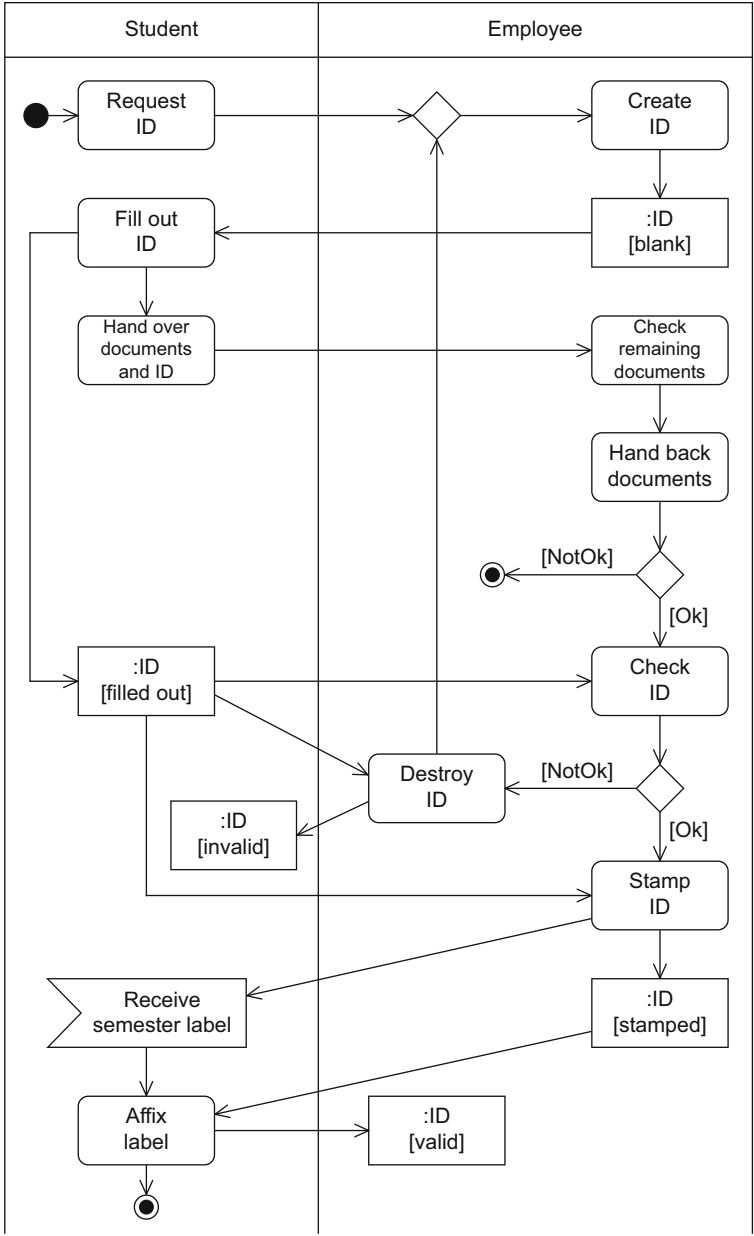 Student
Employee
Request
ID
Create
ID
Fill out
ID
:ID
[blank]
Hand over
documents
and ID
Check
remaining
documents
Hand back
documents
[NotOk]
[Ok]
:ID
[filled out]
Check
ID
Destroy
ID
[NotOk]
:ID
[invalid]
[Ok]
Stamp
ID
Receive
semester label
:ID
[stamped]
Affix
label
:ID
[valid]